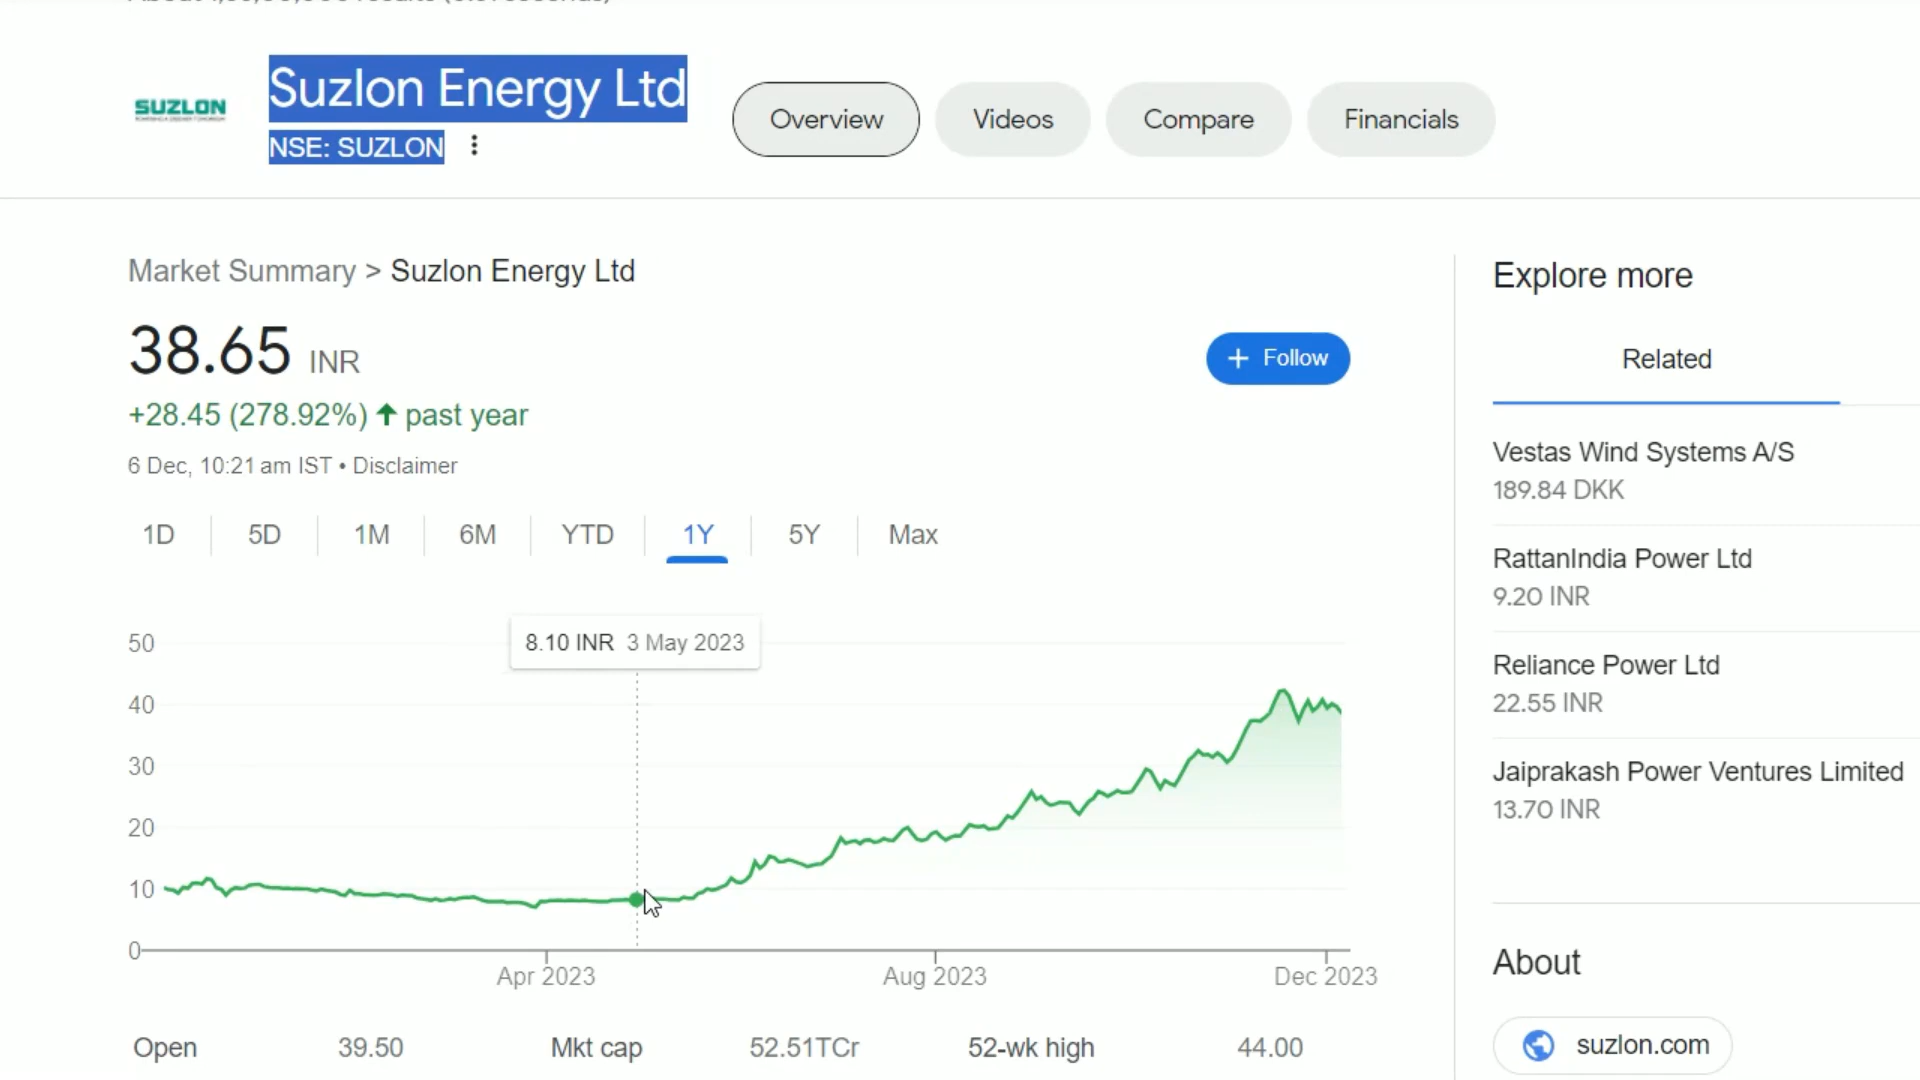 Suzlon Energy Ltd
NSE: SUZLON
SUZLON
Overview
Videos
Compare
Financials
Market Summary > Suzlon Energy Ltd
38.65 INR
+28.45 (278.92%) ↑ past year
6 Dec, 10:21 am IST • Disclaimer
+ Follow
1D 5D 1M 6M YTD 1Y 5Y Max
8.10 INR 3 May 2023
50
40
30
20
10
0
Apr 2023 Aug 2023 Dec 2023
Open 39.50 Mkt cap 52.51TCr 52-wk high 44.00
Explore more
Related
Vestas Wind Systems A/S
189.84 DKK
RattanIndia Power Ltd
9.20 INR
Reliance Power Ltd
22.55 INR
Jaiprakash Power Ventures Limited
13.70 INR
About
suzlon.com